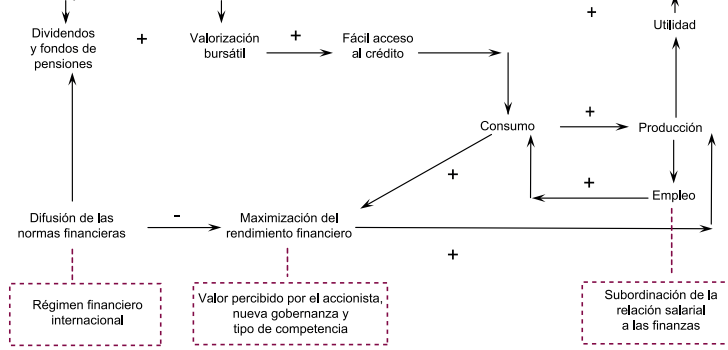 +
Dividendos
y fondos de
pensiones
+
Valorización
bursátil
+
Fácil acceso
al crédito
Utilidad
Consumo
+
Producción
+
+
Empleo
Difusión de las
normas financieras
-
Maximización del
rendimiento financiero
+
Régimen financiero
internacional
Valor percibido por el accionista,
nueva gobernanza y
tipo de competencia
Subordinación de la
relación salarial
a las finanzas